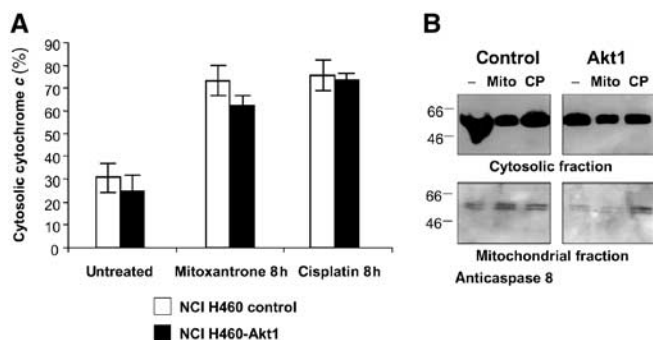 A
Cytosolic cytochrome c (%)
90
80
70
60
50
40
30
20
10
0
Untreated Mitoxantrone 8h Cisplatin 8h
NCI H460 control
NCI H460-Akt1
B
Control Akt1
– Mito CP – Mito CP
66
46
Cytosolic fraction
66
46
Mitochondrial fraction
Anticaspase 8